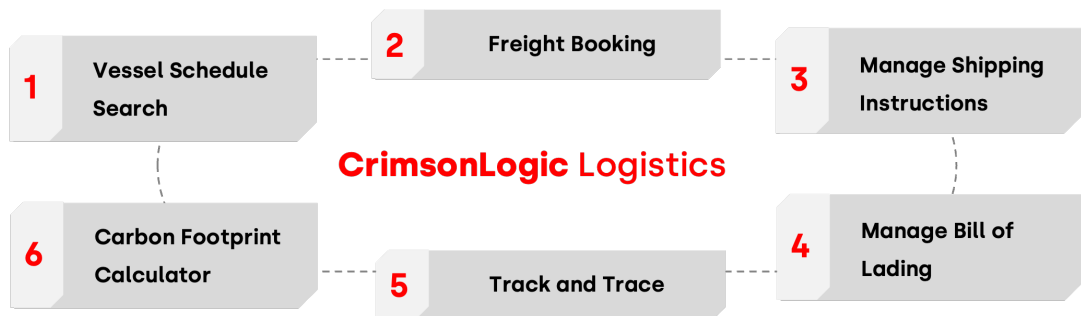 1
Vessel Schedule
Search
2
Freight Booking
3
Manage Shipping
Instructions
CrimsonLogic Logistics
6
Carbon Footprint
Calculator
5
Track and Trace
4
Manage Bill of
Lading